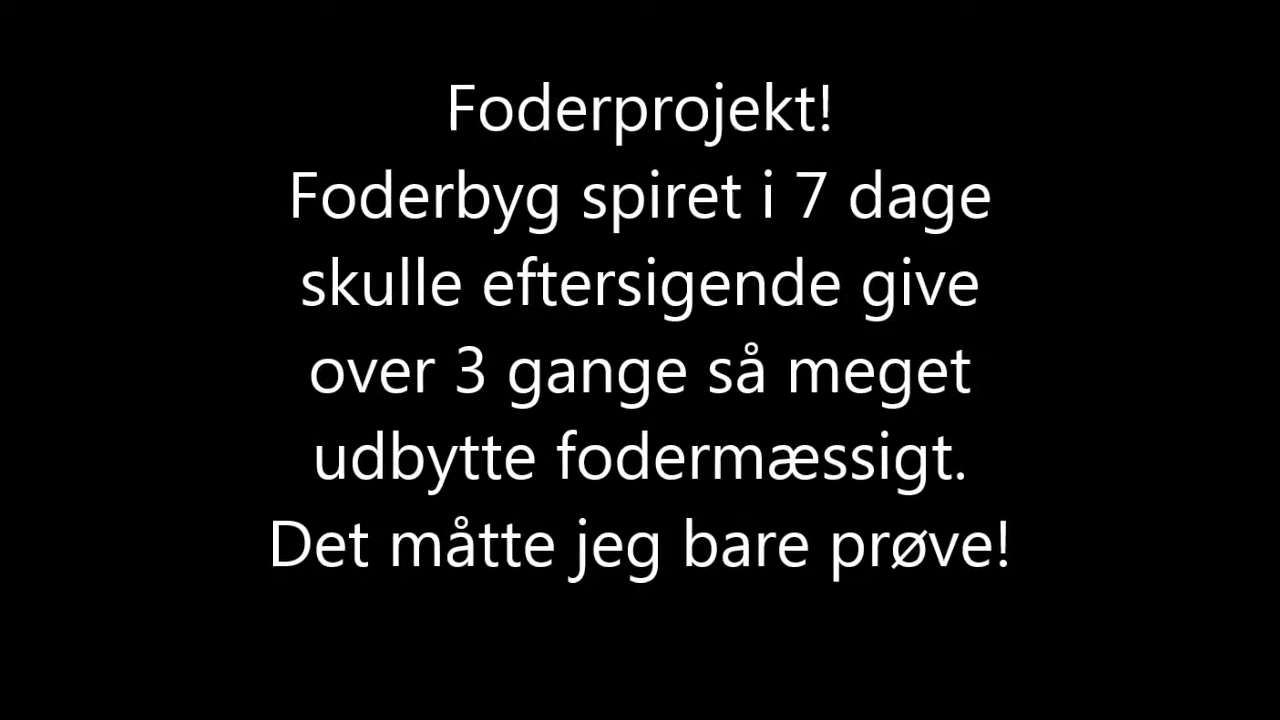 Foderprojekt!
Foderbyg spiret i 7 dage
skulle eftersigende give
over 3 gange så meget
udbytte fodermæssigt.
Det måtte jeg bare prøve!